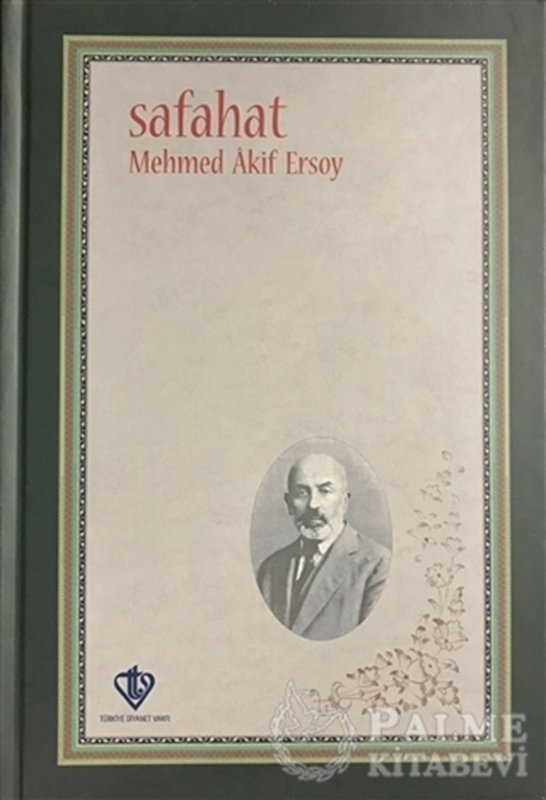 safahat
Mehmed Âkif Ersoy
TÜRKİYE DİYANET VAKFI
PALME
KİTABEVİ